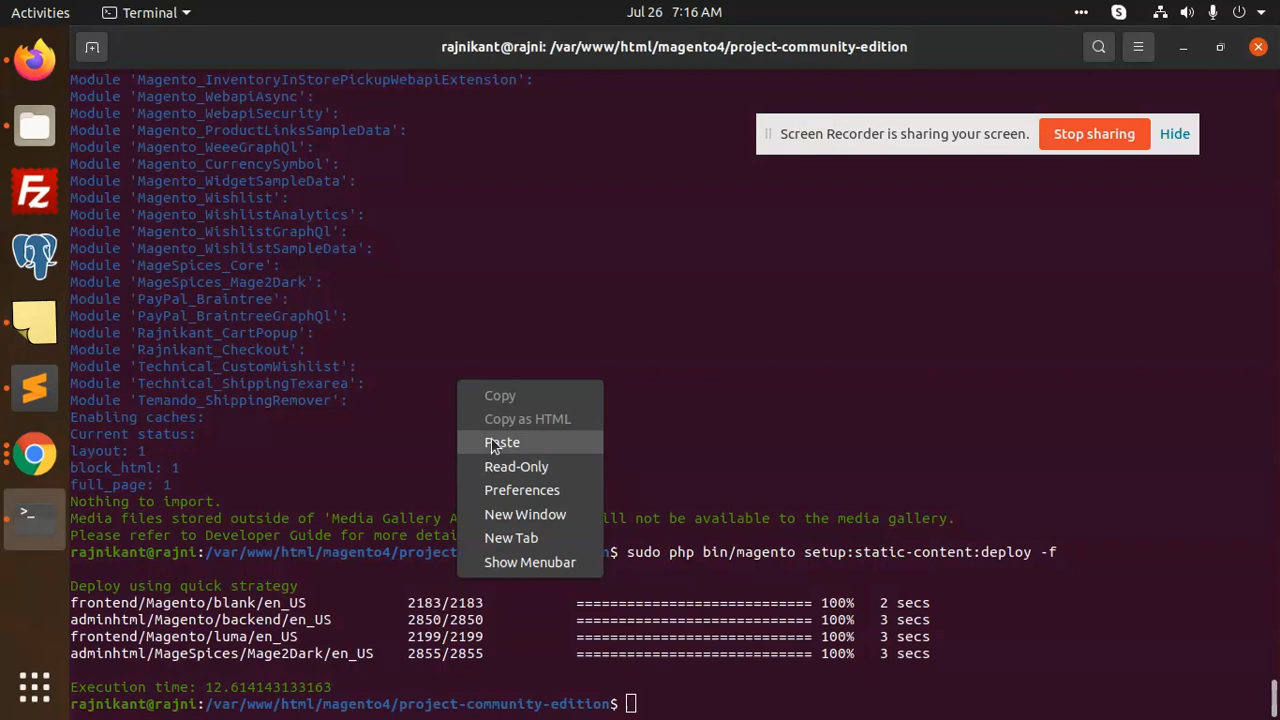 Activities Terminal Jul 26 7:16 AM
rajnikant@rajni: /var/www/html/magento4/project-community-edition
Module 'Magento_InventoryInStorePickupWebapiExtension':
Module 'Magento_WebapiAsync':
Module 'Magento_WebapiSecurity':
Screen Recorder is sharing your screen. Stop sharing Hide
Module 'Magento_ProductLinksSampleData':
Module 'Magento_WeeeGraphQl':
Module 'Magento_CurrencySymbol':
Module 'Magento_WidgetSampleData':
Module 'Magento_Wishlist':
Module 'Magento_WishlistAnalytics':
Module 'Magento_WishlistGraphQl':
Module 'Magento_WishlistSampleData':
Module 'MageSpices_Core':
Module 'MageSpices_Mage2Dark':
Module 'PayPal_Braintree':
Module 'PayPal_BraintreeGraphQl':
Module 'Rajnikant_CartPopup':
Module 'Rajnikant_Checkout':
Module 'Technical_CustomWishlist':
Module 'Technical_ShippingTexarea':
Module 'Temando_ShippingRemover':
Enabling caches:
Current status:
layout: 1
block_html: 1
full_page: 1
Nothing to import.
Media files stored outside of 'Media Gallery A ill not be available to the media gallery.
Please refer to Developer Guide for more detai
rajnikant@rajni:/var/www/html/magento4/project n$ sudo php bin/magento setup:static-content:deploy -f
Copy
Copy as HTML
Paste
Read-Only
Preferences
New Window
New Tab
Show Menubar
Deploy using quick strategy
frontend/Magento/blank/en_US 2183/2183 ============================ 100% 2 secs
adminhtml/Magento/backend/en_US 2850/2850 ============================ 100% 3 secs
frontend/Magento/luma/en_US 2199/2199 ============================ 100% 3 secs
adminhtml/MageSpices/Mage2Dark/en_US 2855/2855 ============================ 100% 3 secs
Execution time: 12.614143133163
rajnikant@rajni:/var/www/html/magento4/project-community-edition$